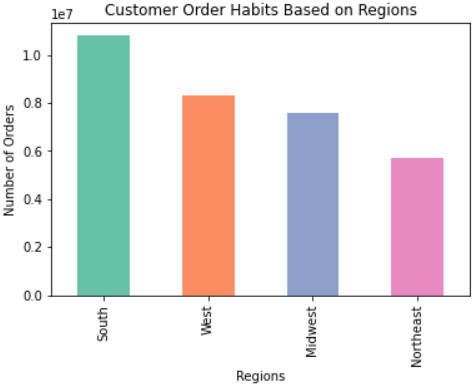 Customer Order Habits Based on Regions
1e7
Number of Orders
1.0
0.8
0.6
0.4
0.2
0.0
South
West
Midwest
Northeast
Regions